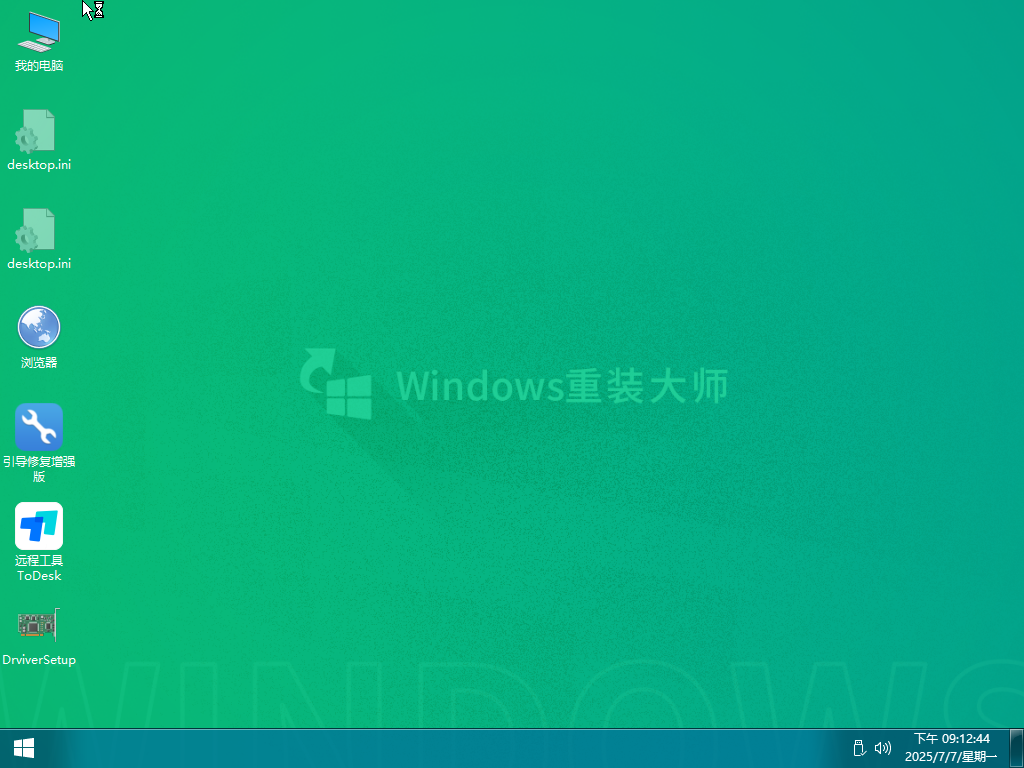 我的电脑
desktop.ini
desktop.ini
浏览器
引导修复增强
版
远程工具
ToDesk
DrviverSetup
Windows重装大师
WINDOWS
下午 09:12:44
2025/7/7/星期一